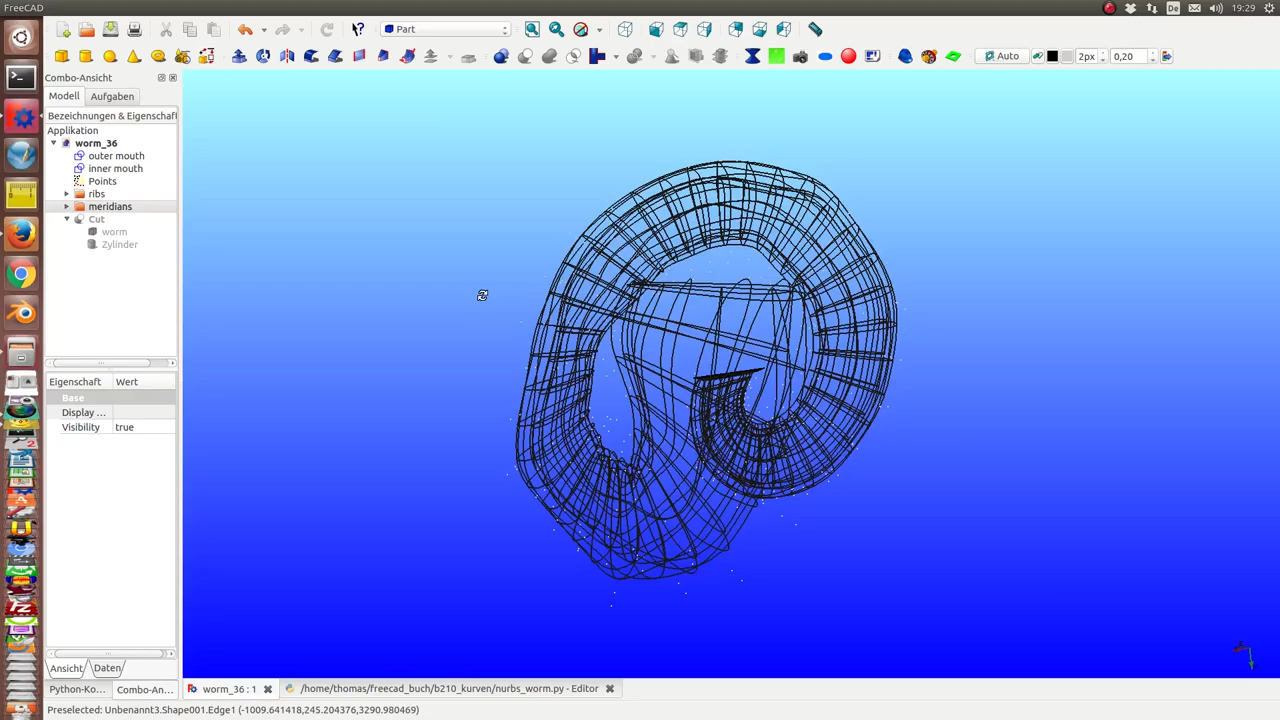 FreeCAD
De
19:29
Part
Auto
2px
0,20
Combo-Ansicht
Modell
Aufgaben
Bezeichnungen & Eigenschaf
Applikation
worm_36
outer mouth
inner mouth
Points
ribs
meridians
Cut
worm
Zylinder
Eigenschaft
Wert
Base
Display ...
Visibility
true
Ansicht
Daten
Python-Ko...
Combo-An...
worm_36 : 1
/home/thomas/freecad_buch/b210_kurven/nurbs_worm.py - Editor
Preselected: Unbenannt3.Shape001.Edge1 (-1009.641418,245.204376,3290.980469)